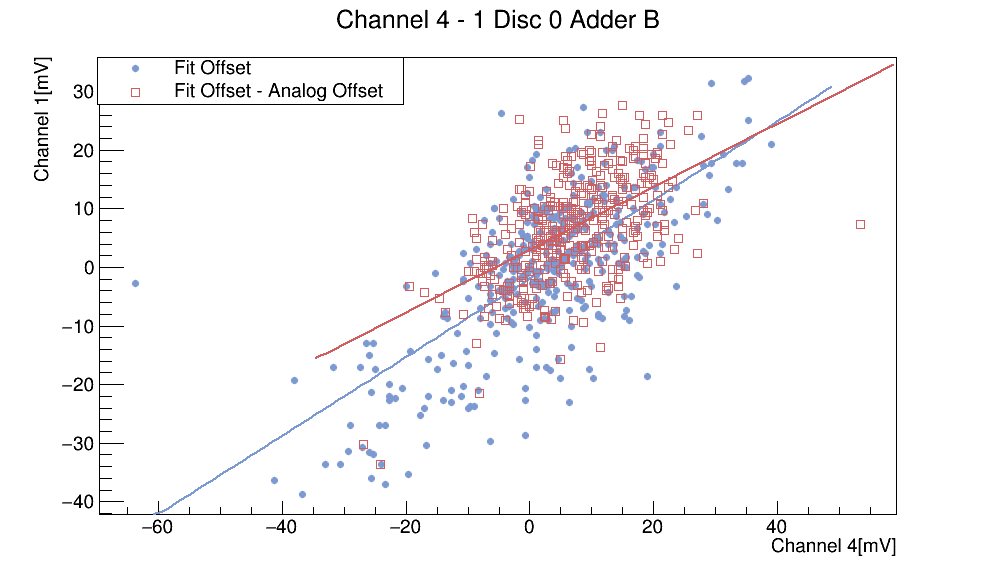 Channel 4 - 1 Disc 0 Adder B
Channel 1[mV]
Fit Offset
Fit Offset - Analog Offset
30
20
10
0
−10
−20
−30
−40
−60
−40
−20
0
20
40
Channel 4[mV]